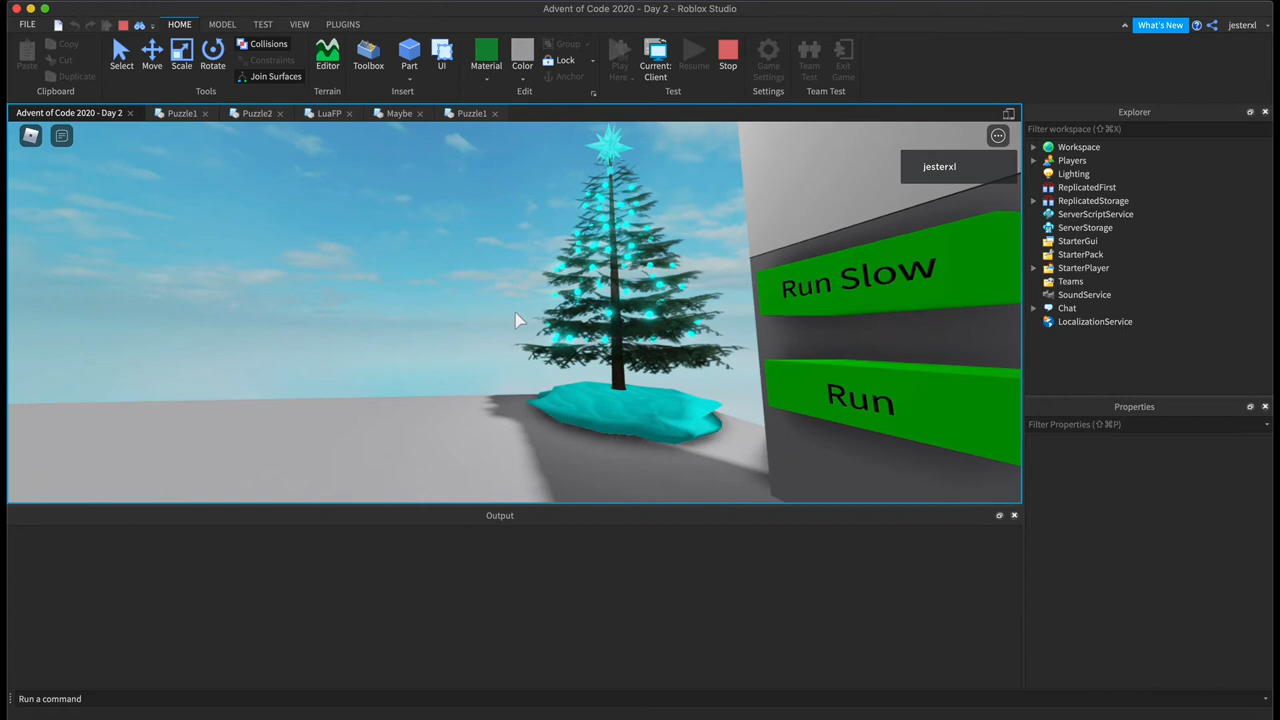 Advent of Code 2020 - Day 2 - Roblox Studio
FILE HOME MODEL TEST VIEW PLUGINS What's New jesterxl
Paste Copy Cut Duplicate
Select Move Scale Rotate
Collisions
Constraints
Join Surfaces
Editor Toolbox Part UI Material Color
Group
Lock
Anchor
Play Here Current: Client Resume Stop Game Settings Team Test Exit Game
Clipboard Tools Terrain Insert Edit Test Settings Team Test
Advent of Code 2020 - Day 2 Puzzle1 Puzzle2 LuaFP Maybe Puzzle1
jesterxl
Run Slow
Run
Output
Run a command
Explorer
Filter workspace (⇧⌘X)
Workspace
Players
Lighting
ReplicatedFirst
ReplicatedStorage
ServerScriptService
ServerStorage
StarterGui
StarterPack
StarterPlayer
Teams
SoundService
Chat
LocalizationService
Properties
Filter Properties (⇧⌘P)